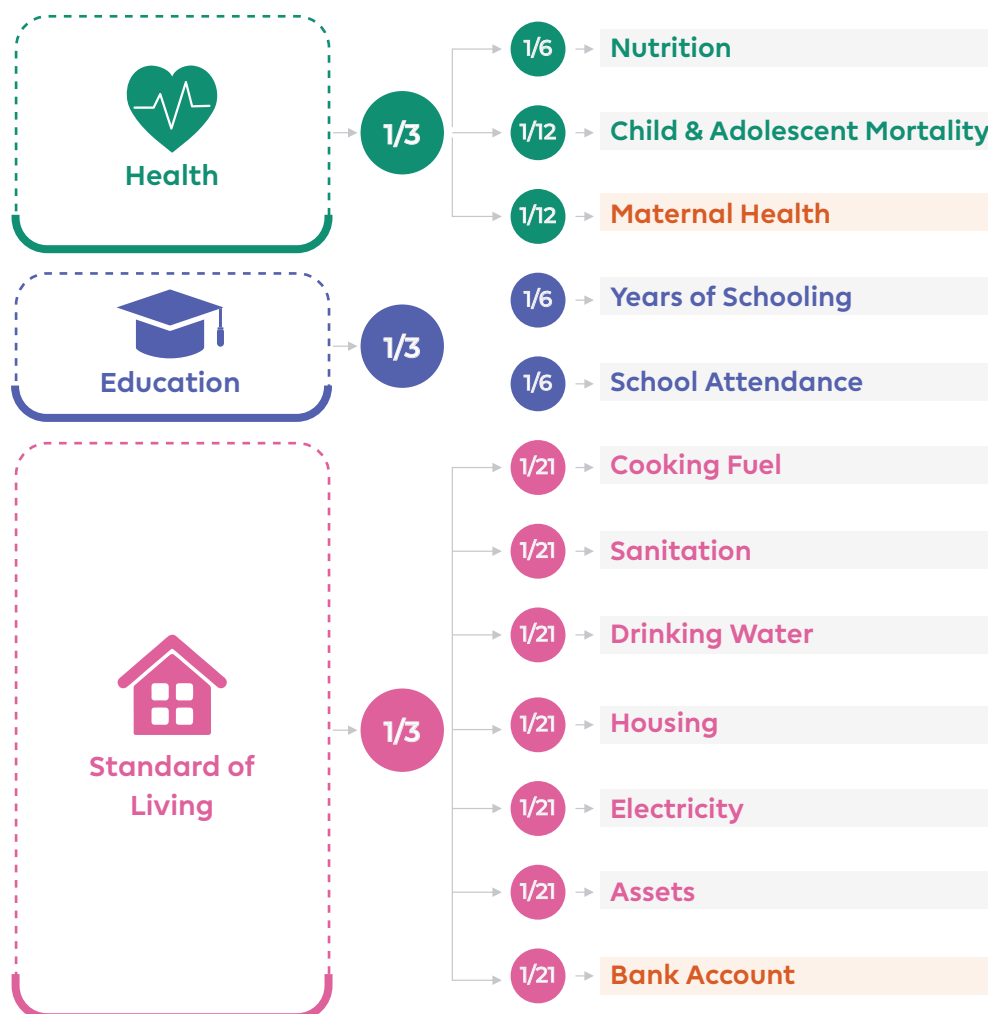 Health
1/3
1/6
Nutrition
1/12
Child & Adolescent Mortality
1/12
Maternal Health
Education
1/3
1/6
Years of Schooling
1/6
School Attendance
Standard of
Living
1/3
1/21
Cooking Fuel
1/21
Sanitation
1/21
Drinking Water
1/21
Housing
1/21
Electricity
1/21
Assets
1/21
Bank Account